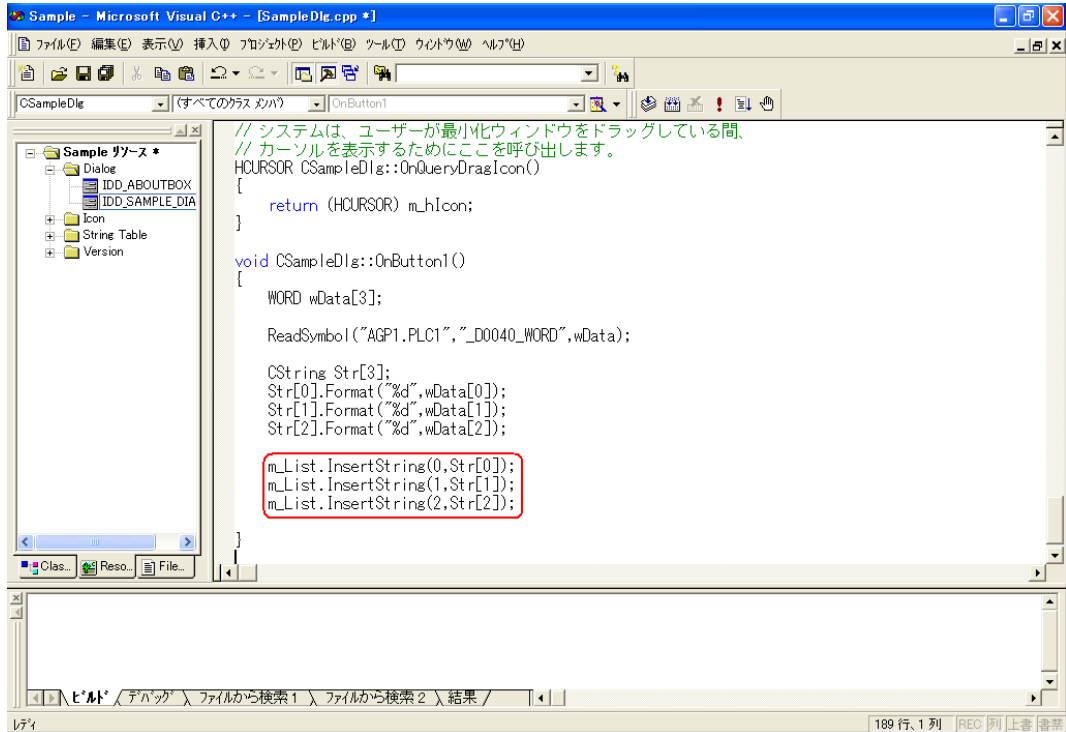 Sample - Microsoft Visual C++ - [SampleDlg.cpp *]
ファイル(F) 編集(E) 表示(V) 挿入(I) プロジェクト(P) ビルド(B) ツール(T) ウィンドウ(W) ヘルプ(H)
CSampleDlg (すべてのクラス メンバ) OnButton1
Sample リソース *
Dialog
IDD_ABOUTBOX
IDD_SAMPLE_DIA
Icon
String Table
Version
Clas... Reso... File...
// システムは、ユーザーが最小化ウィンドウをドラッグしている間、
// カーソルを表示するためにここを呼び出します。
HCURSOR CSampleDlg::OnQueryDragIcon()
{
return (HCURSOR) m_hIcon;
}
void CSampleDlg::OnButton1()
{
WORD wData[3];
ReadSymbol("AGP1.PLC1","_D0040_WORD",wData);
CString Str[3];
Str[0].Format("%d",wData[0]);
Str[1].Format("%d",wData[1]);
Str[2].Format("%d",wData[2]);
m_List.InsertString(0,Str[0]);
m_List.InsertString(1,Str[1]);
m_List.InsertString(2,Str[2]);
}
ビルド デバッグ ファイルから検索1 ファイルから検索2 結果
レディ 189 行、1 列 REC 列 上書 書禁